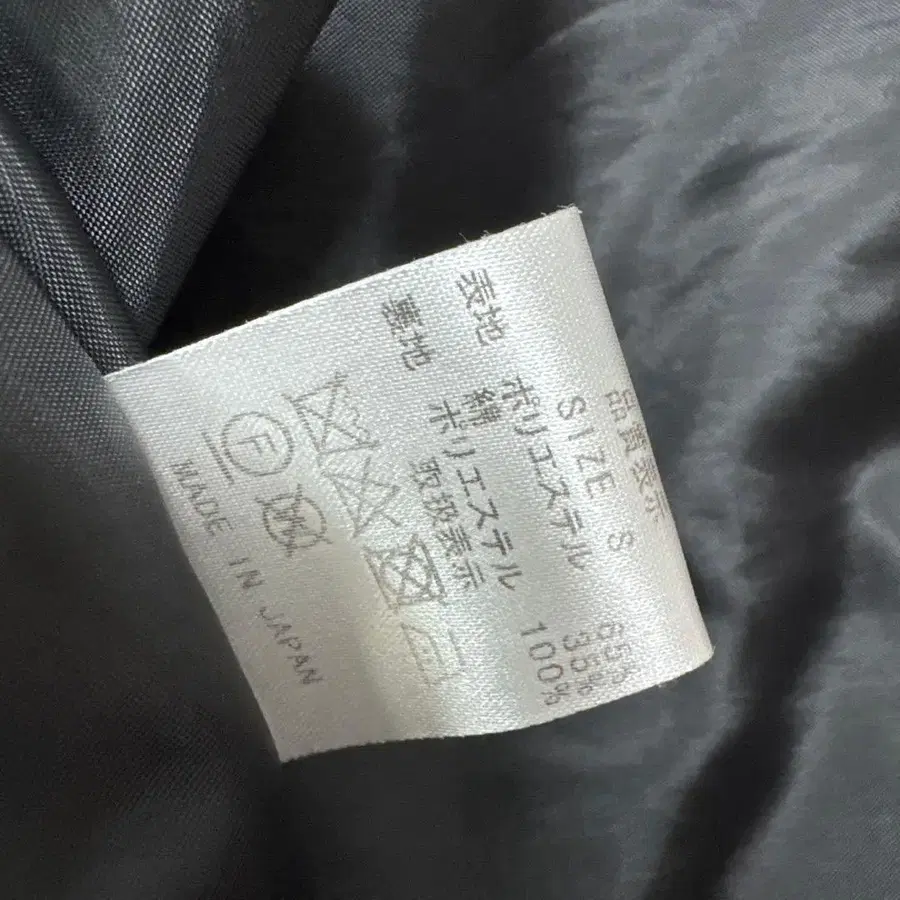 品質表示
SIZE S
表地 ポリエステル 65%
綿 35%
裏地 ポリエステル 100%
取扱表示
F W
MADE IN JAPAN